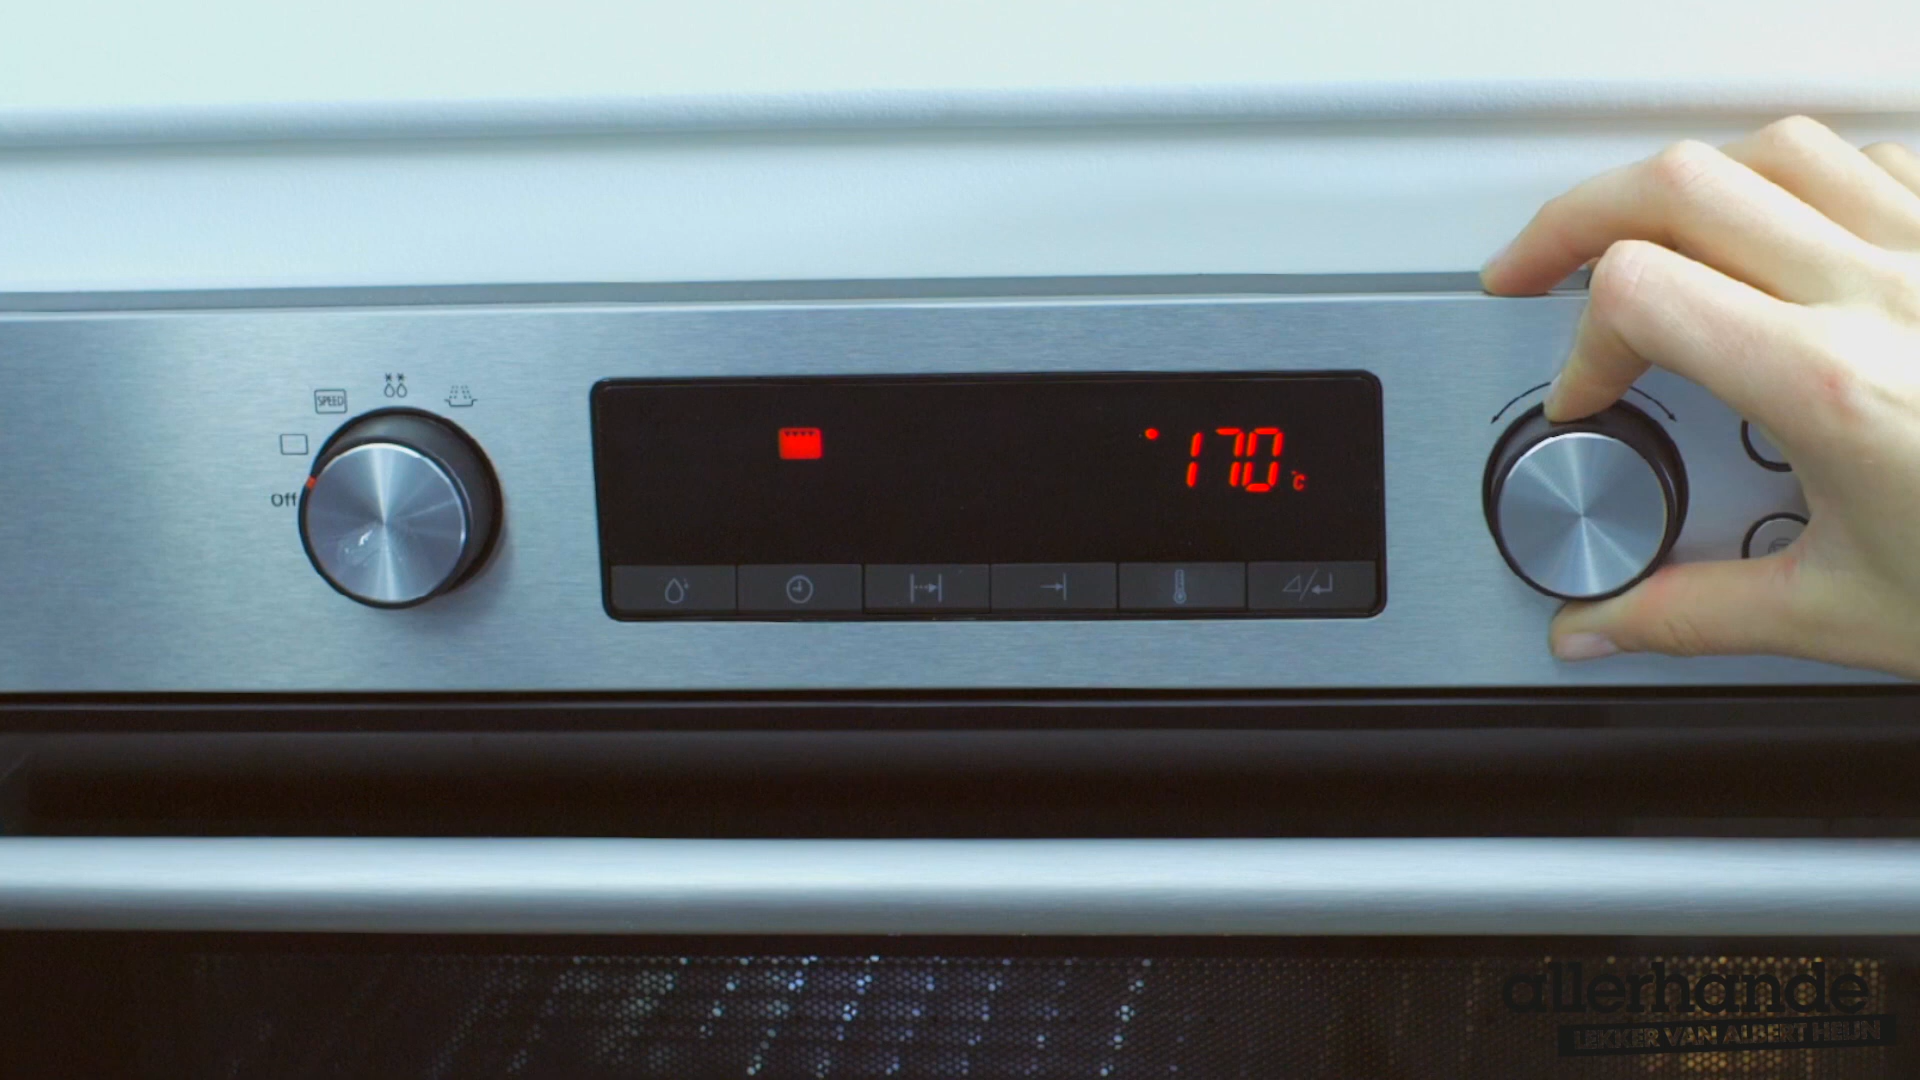 SPEED
Off
170 °C
allerhande
LEKKER VAN ALBERT HEIJN